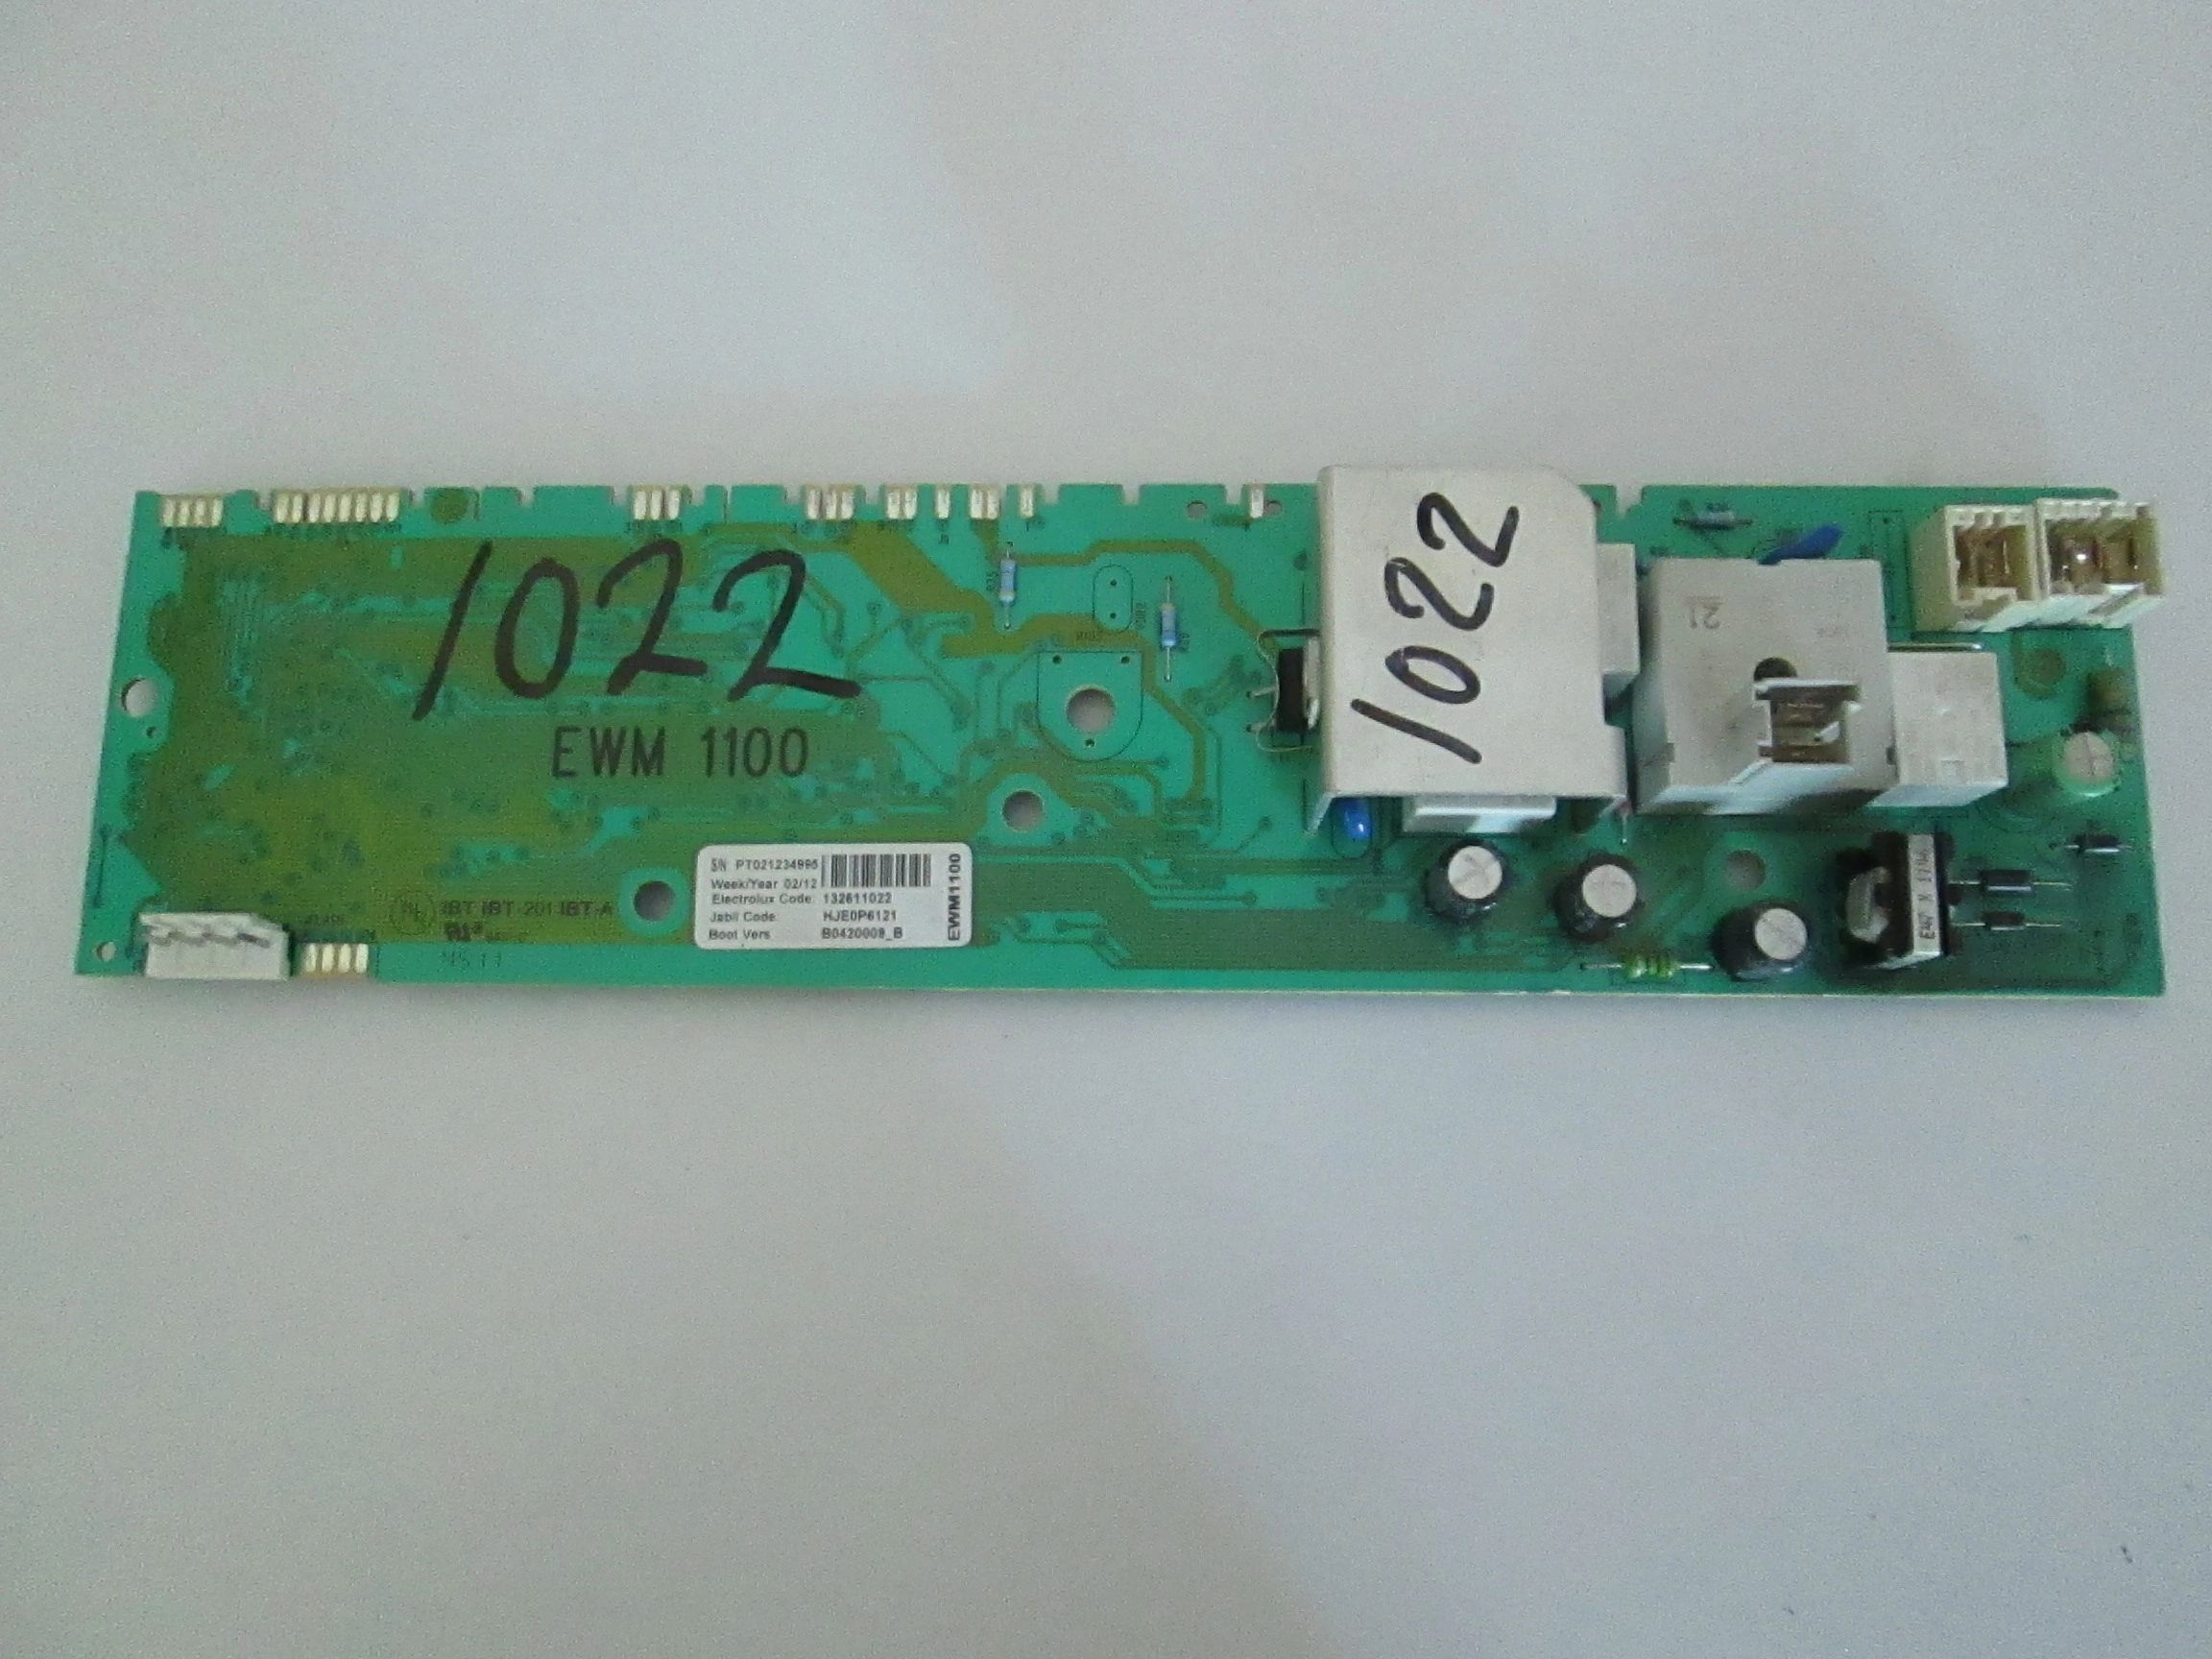 1022
EWM 1100
1022
21
S/N PT021234995
Week/Year 02/12
Electrolux Code: 132611022
Jabil Code: HJE0P6121
Boot Vers B0420009_B
EWM1100